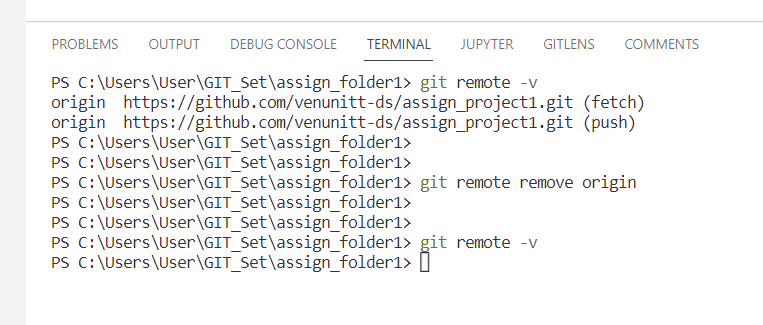 PROBLEMS OUTPUT DEBUG CONSOLE TERMINAL JUPYTER GITLENS COMMENTS
PS C:\Users\User\GIT_Set\assign_folder1> git remote -v
origin  https://github.com/venunitt-ds/assign_project1.git (fetch)
origin  https://github.com/venunitt-ds/assign_project1.git (push)
PS C:\Users\User\GIT_Set\assign_folder1>
PS C:\Users\User\GIT_Set\assign_folder1>
PS C:\Users\User\GIT_Set\assign_folder1> git remote remove origin
PS C:\Users\User\GIT_Set\assign_folder1>
PS C:\Users\User\GIT_Set\assign_folder1>
PS C:\Users\User\GIT_Set\assign_folder1> git remote -v
PS C:\Users\User\GIT_Set\assign_folder1>